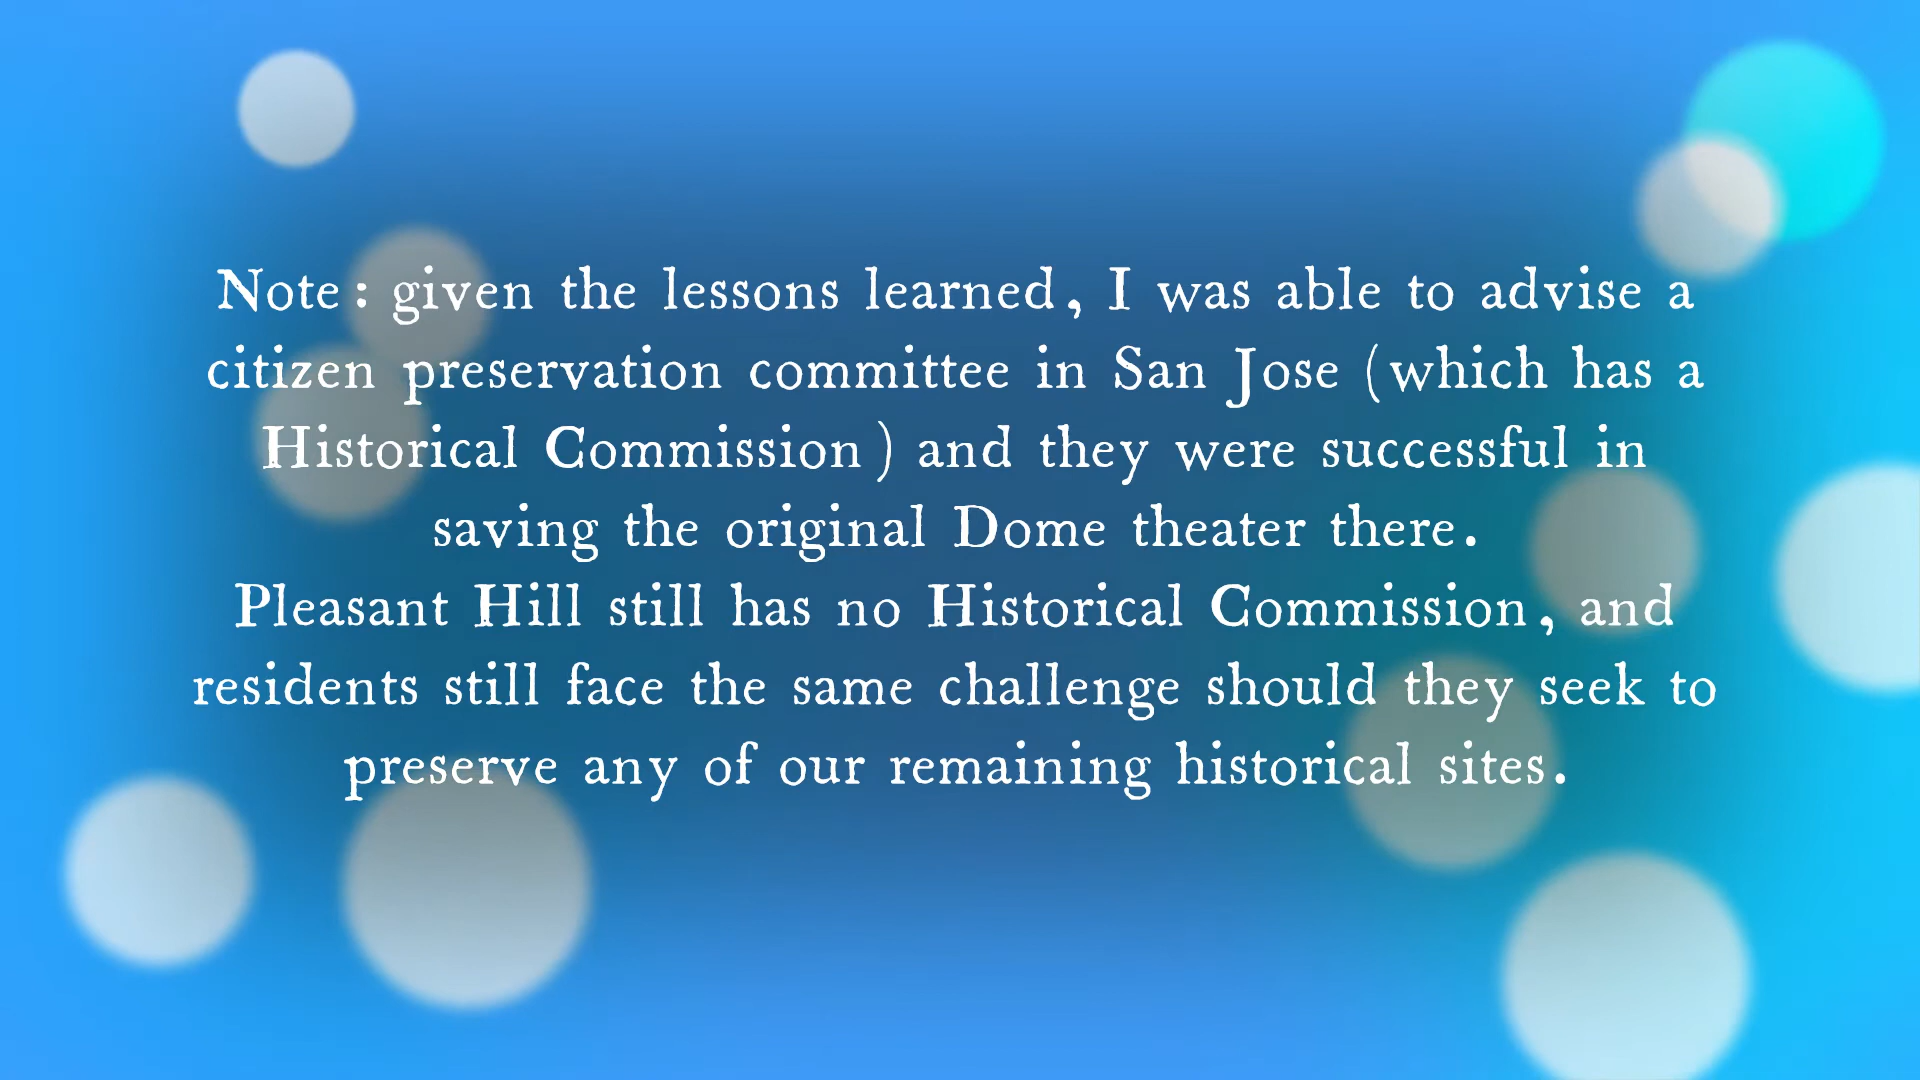 Note: given the lessons learned, I was able to advise a
citizen preservation committee in San Jose (which has a
Historical Commission) and they were successful in
saving the original Dome theater there.
Pleasant Hill still has no Historical Commission, and
residents still face the same challenge should they seek to
preserve any of our remaining historical sites.